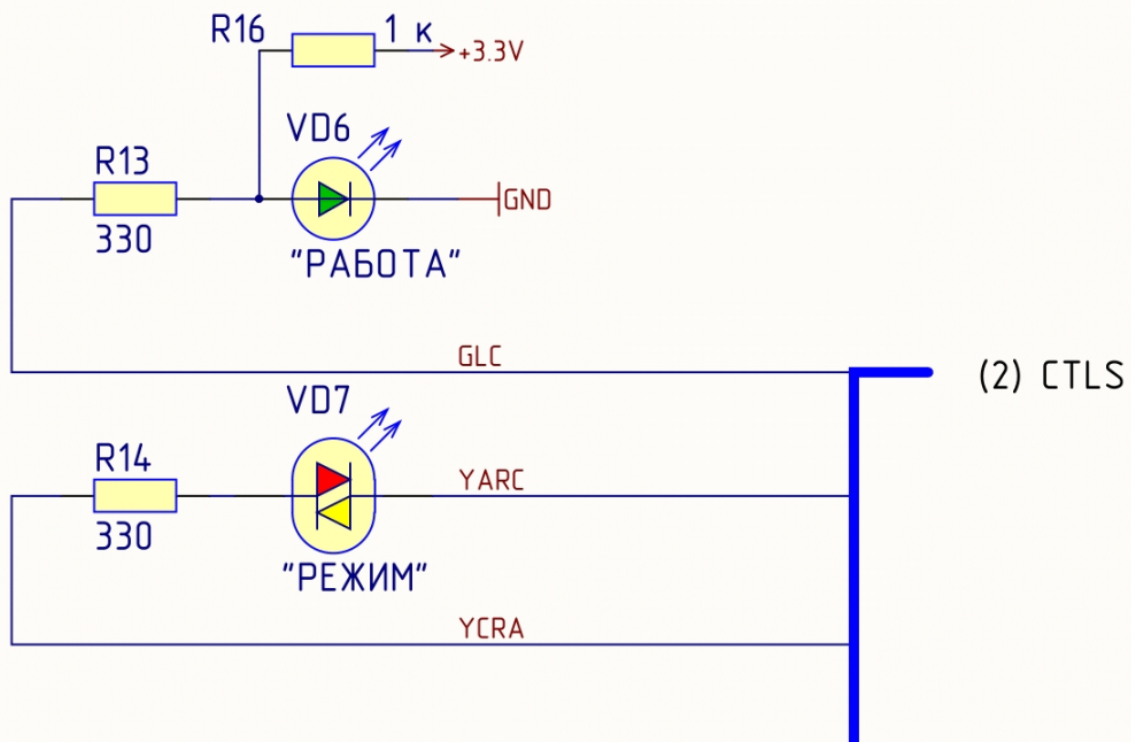 R16 1 к
+3.3V
VD6
R13
GND
330
"РАБОТА"
GLC
(2) CTLS
VD7
R14
YARC
330
"РЕЖИМ"
YCRA